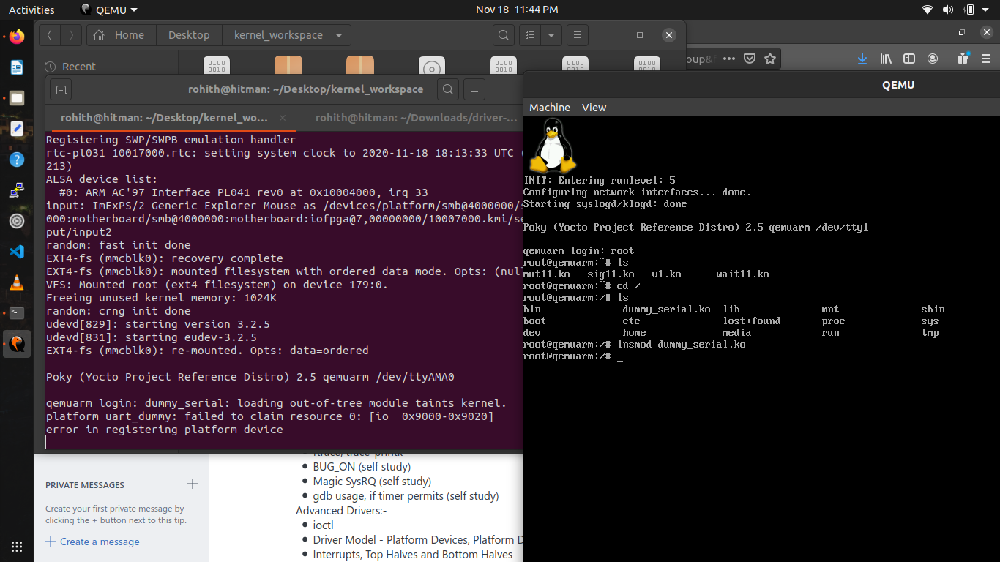 Activities
QEMU
Nov 18 11:44 PM
Home
Desktop
kernel_workspace
Recent
0100
0010
0100
0010
0100
0010
0100
0010
oup&f
rohith@hitman: ~/Desktop/kernel_workspace
rohith@hitman: ~/Desktop/kernel_wo...
rohith@hitman: ~/Downloads/driver-...
Registering SWP/SWPB emulation handler
rtc-pl031 10017000.rtc: setting system clock to 2020-11-18 18:13:33 UTC (
213)
ALSA device list:
#0: ARM AC'97 Interface PL041 rev0 at 0x10004000, irq 33
input: ImExPS/2 Generic Explorer Mouse as /devices/platform/smb@4000000/s
000:motherboard/smb@4000000:motherboard:iofpga@7,00000000/10007000.kmi/se
put/input2
random: fast init done
EXT4-fs (mmcblk0): recovery complete
EXT4-fs (mmcblk0): mounted filesystem with ordered data mode. Opts: (nul
VFS: Mounted root (ext4 filesystem) on device 179:0.
Freeing unused kernel memory: 1024K
random: crng init done
udevd[829]: starting version 3.2.5
udevd[831]: starting eudev-3.2.5
EXT4-fs (mmcblk0): re-mounted. Opts: data=ordered
Poky (Yocto Project Reference Distro) 2.5 qemuarm /dev/ttyAMA0
qemuarm login: dummy_serial: loading out-of-tree module taints kernel.
platform uart_dummy: failed to claim resource 0: [io 0x9000-0x9020]
error in registering platform device
QEMU
Machine View
INIT: Entering runlevel: 5
Configuring network interfaces... done.
Starting syslogd/klogd: done
Poky (Yocto Project Reference Distro) 2.5 qemuarm /dev/tty1
qemuarm login: root
root@qemuarm:~# ls
mut11.ko sig11.ko v1.ko wait11.ko
root@qemuarm:~# cd /
root@qemuarm:/# ls
bin dummy_serial.ko lib mnt sbin
boot etc lost+found proc sys
dev home media run tmp
root@qemuarm:/# insmod dummy_serial.ko
root@qemuarm:/# _
PRIVATE MESSAGES
Create your first private message by
clicking the + button next to this tip.
Create a message
• BUG_ON (self study)
• Magic SysRQ (self study)
• gdb usage, if timer permits (self study)
Advanced Drivers:-
• ioctl
• Driver Model - Platform Devices, Platform D
• Interrupts, Top Halves and Bottom Halves